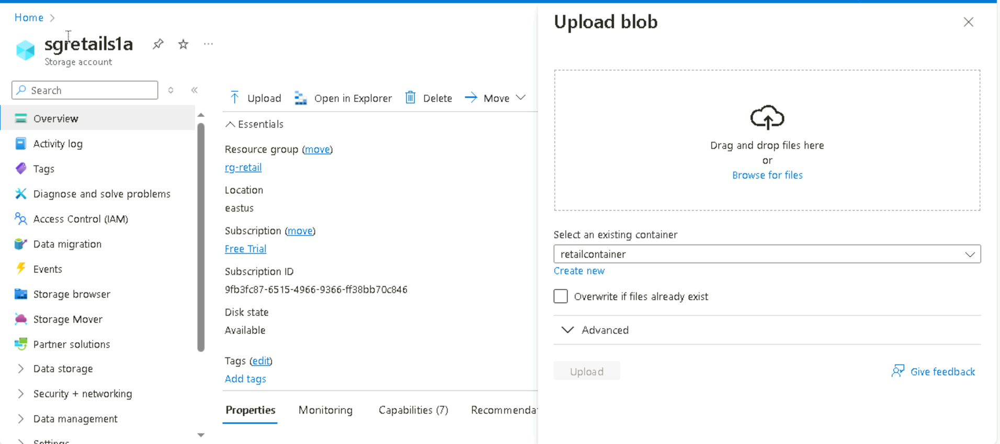 Home
sgretails1a
Storage account
Search
Overview
Activity log
Tags
Diagnose and solve problems
Access Control (IAM)
Data migration
Events
Storage browser
Storage Mover
Partner solutions
Data storage
Security + networking
Data management
Settings
Upload Open in Explorer Delete Move
Essentials
Resource group (move)
rg-retail
Location
eastus
Subscription (move)
Free Trial
Subscription ID
9fb3fc87-6515-4966-9366-ff38bb70c846
Disk state
Available
Tags (edit)
Add tags
Properties Monitoring Capabilities (7) Recommenda
Upload blob
Drag and drop files here
or
Browse for files
Select an existing container
retailcontainer
Create new
Overwrite if files already exist
Advanced
Upload
Give feedback